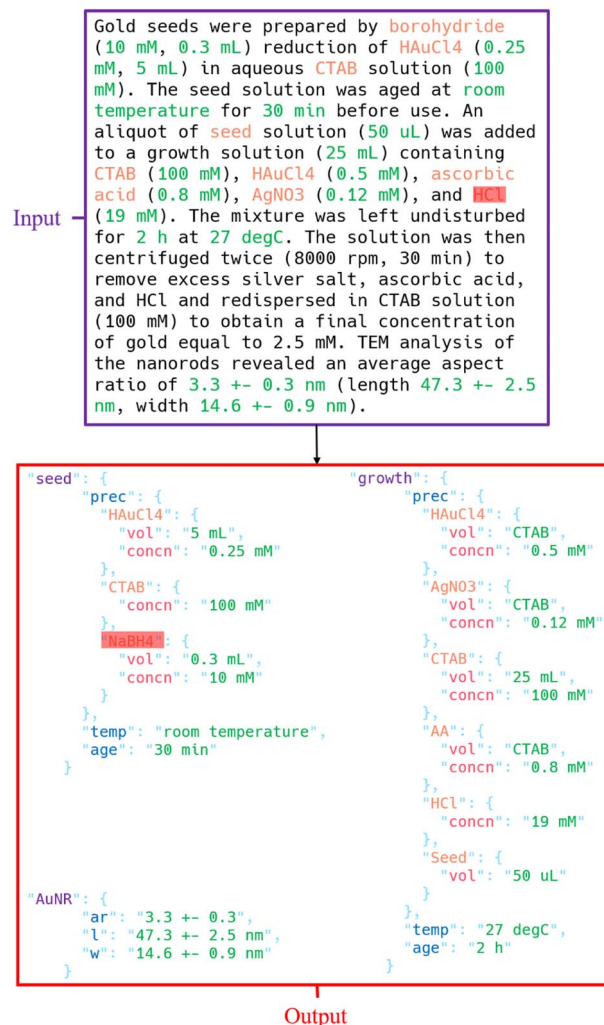 Gold seeds were prepared by borohydride
(10 mM, 0.3 mL) reduction of HAuCl4 (0.25
mM, 5 mL) in aqueous CTAB solution (100
mM). The seed solution was aged at room
temperature for 30 min before use. An
aliquot of seed solution (50 uL) was added
to a growth solution (25 mL) containing
CTAB (100 mM), HAuCl4 (0.5 mM), ascorbic
acid (0.8 mM), AgNO3 (0.12 mM), and HCl
(19 mM). The mixture was left undisturbed
for 2 h at 27 degC. The solution was then
centrifuged twice (8000 rpm, 30 min) to
remove excess silver salt, ascorbic acid,
and HCl and redispersed in CTAB solution
(100 mM) to obtain a final concentration
of gold equal to 2.5 mM. TEM analysis of
the nanorods revealed an average aspect
ratio of 3.3 +- 0.3 nm (length 47.3 +- 2.5
nm, width 14.6 +- 0.9 nm).
Input
"seed": {
"prec": {
"HAuCl4": {
"vol": "5 mL",
"concn": "0.25 mM"
},
"CTAB": {
"concn": "100 mM"
},
"NaBH4": {
"vol": "0.3 mL",
"concn": "10 mM"
}
},
"temp": "room temperature",
"age": "30 min"
}
"AuNR": {
"ar": "3.3 +- 0.3",
"l": "47.3 +- 2.5 nm",
"w": "14.6 +- 0.9 nm"
}
"growth": {
"prec": {
"HAuCl4": {
"vol": "CTAB",
"concn": "0.5 mM"
},
"AgNO3": {
"vol": "CTAB",
"concn": "0.12 mM"
},
"CTAB": {
"vol": "25 mL",
"concn": "100 mM"
},
"AA": {
"vol": "CTAB",
"concn": "0.8 mM"
},
"HCl": {
"concn": "19 mM"
},
"Seed": {
"vol": "50 uL"
}
},
"temp": "27 degC",
"age": "2 h"
}
Output